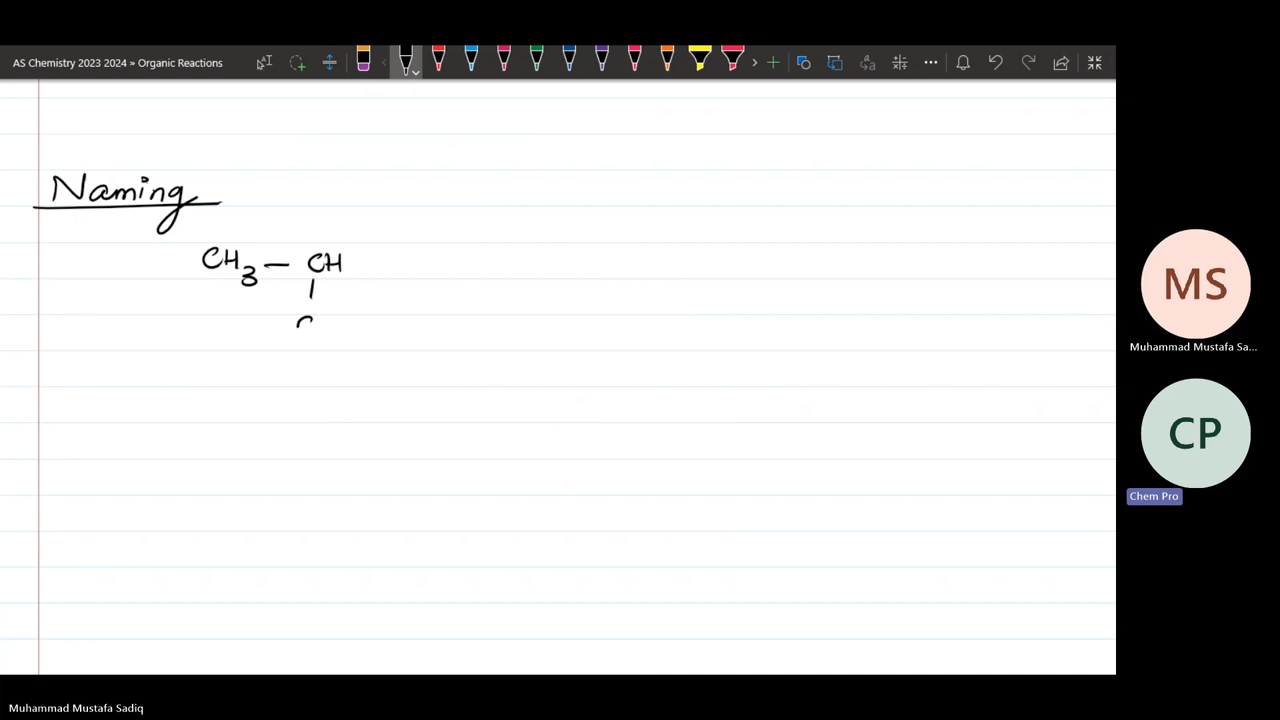 AS Chemistry 2023 2024 » Organic Reactions
Naming
CH3 — CH
|
MS
Muhammad Mustafa Sa...
CP
Chem Pro
Muhammad Mustafa Sadiq